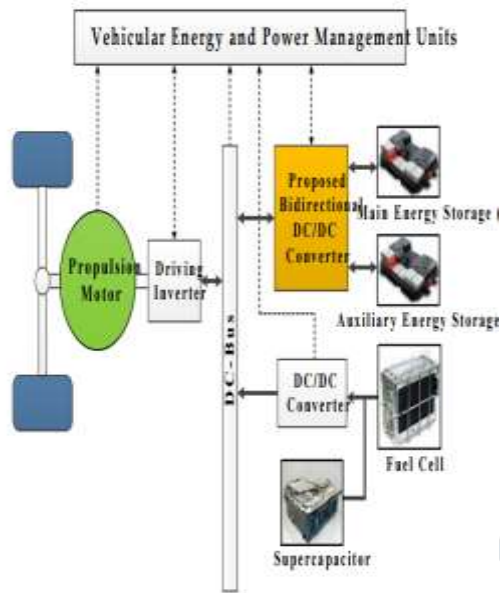 Vehicular Energy and Power Management Units
Propulsion
Motor
Driving
Inverter
DC-Bus
Proposed
Bidirectional
DC/DC
Converter
Main Energy Storage (
Auxiliary Energy Storage
DC/DC
Converter
Fuel Cell
Supercapacitor